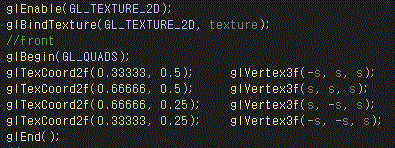 glEnable(GL_TEXTURE_2D);
glBindTexture(GL_TEXTURE_2D, texture);
//front
glBegin(GL_QUADS);
glTexCoord2f(0.33333, 0.5);    glVertex3f(-s, s, s);
glTexCoord2f(0.66666, 0.5);    glVertex3f(s, s, s);
glTexCoord2f(0.66666, 0.25);    glVertex3f(s, -s, s);
glTexCoord2f(0.33333, 0.25);    glVertex3f(-s, -s, s);
glEnd();